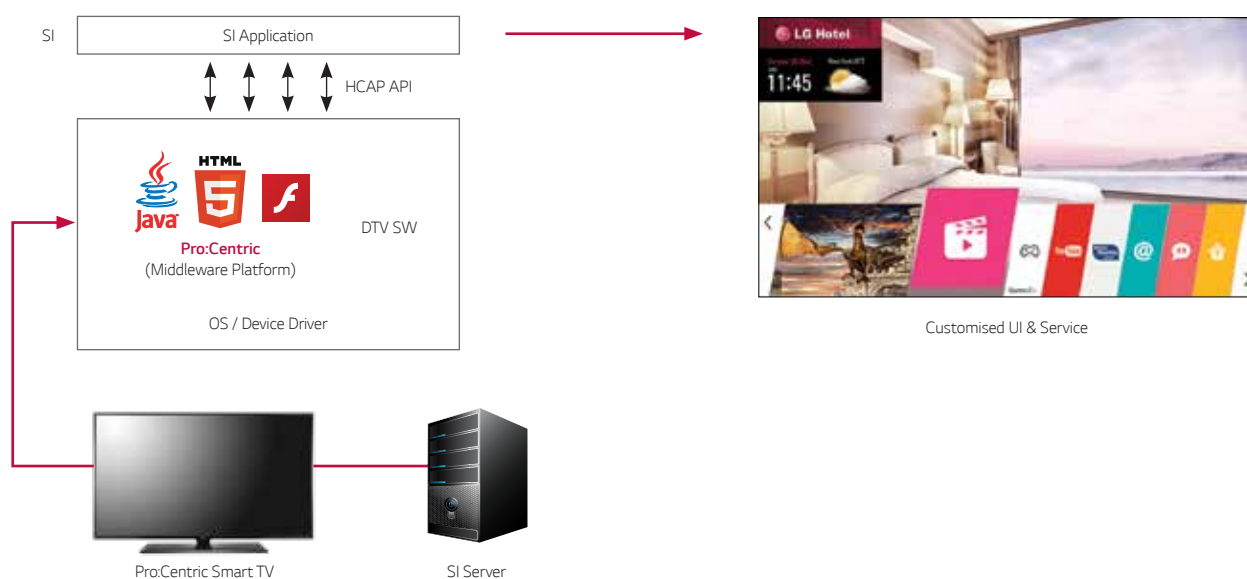 SI
SI Application
HCAP API
HTML
5
Java
DTV SW
Pro:Centric
(Middleware Platform)
OS / Device Driver
Pro:Centric Smart TV
SI Server
LG Hotel
11:45
@
Customised UI & Service